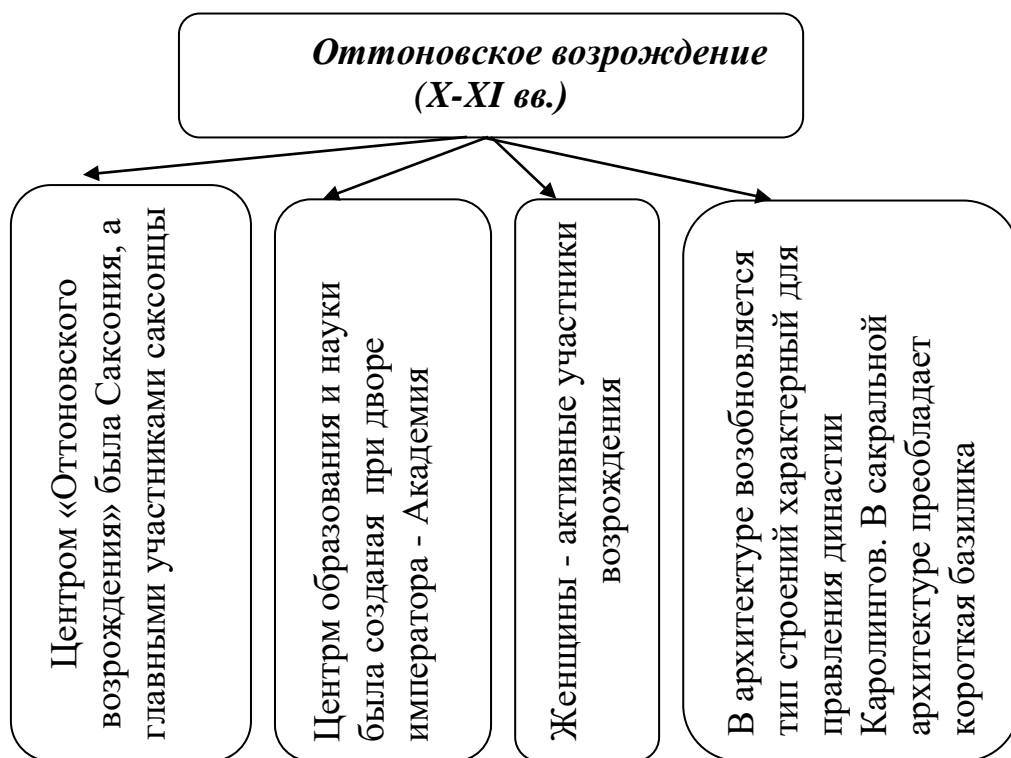 Оттоновское возрождение
(X-XI вв.)
Центром «Оттоновского
возрождения» была Саксония, а
главными участниками саксонцы
Центрм образования и науки
была созданая при дворе
императора - Академия
Женщины - активные участники
возрождения
В архитектуре возобновляется
тип строений характерный для
правления династии
Каролингов. В сакральной
архитектуре преобладает
короткая базилика